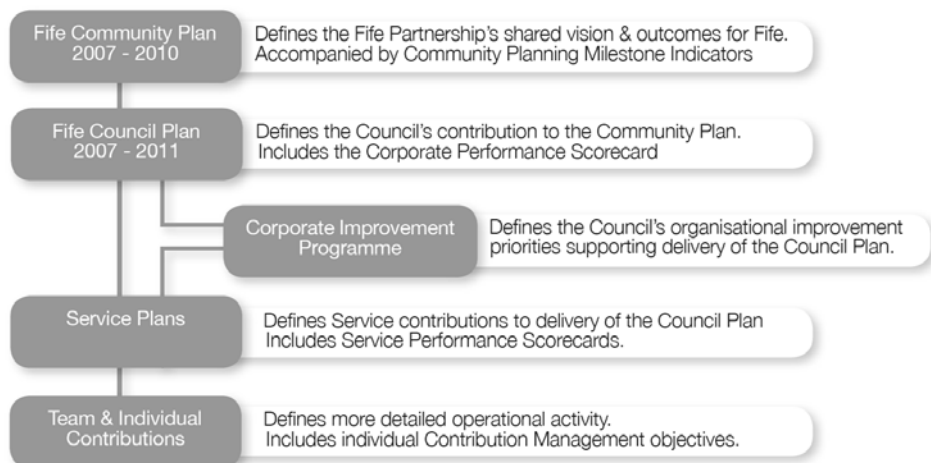 Fife Community Plan
2007 - 2010
Defines the Fife Partnership's shared vision & outcomes for Fife.
Accompanied by Community Planning Milestone Indicators
Fife Council Plan
2007 - 2011
Defines the Council's contribution to the Community Plan.
Includes the Corporate Performance Scorecard
Corporate Improvement
Programme
Defines the Council's organisational improvement
priorities supporting delivery of the Council Plan.
Service Plans
Defines Service contributions to delivery of the Council Plan
Includes Service Performance Scorecards.
Team & Individual
Contributions
Defines more detailed operational activity.
Includes individual Contribution Management objectives.